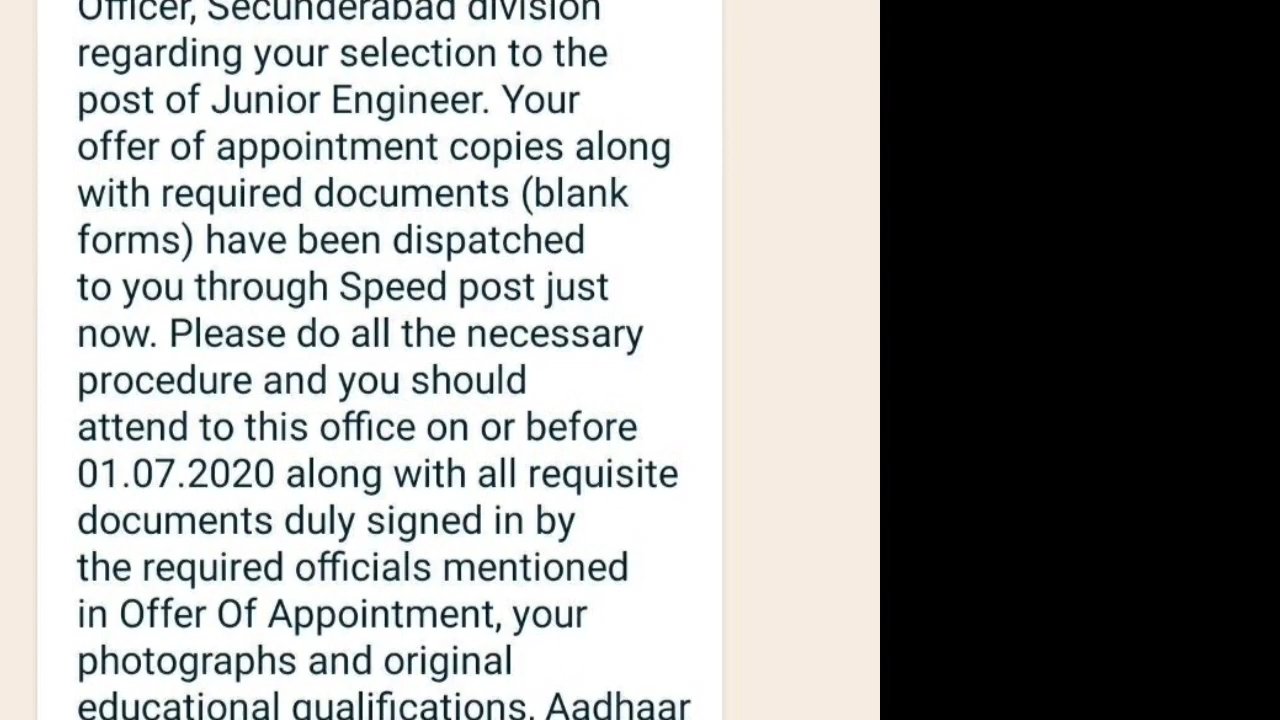 Officer, Secunderabad division
regarding your selection to the
post of Junior Engineer. Your
offer of appointment copies along
with required documents (blank
forms) have been dispatched
to you through Speed post just
now. Please do all the necessary
procedure and you should
attend to this office on or before
01.07.2020 along with all requisite
documents duly signed in by
the required officials mentioned
in Offer Of Appointment, your
photographs and original
educational qualifications, Aadhaar